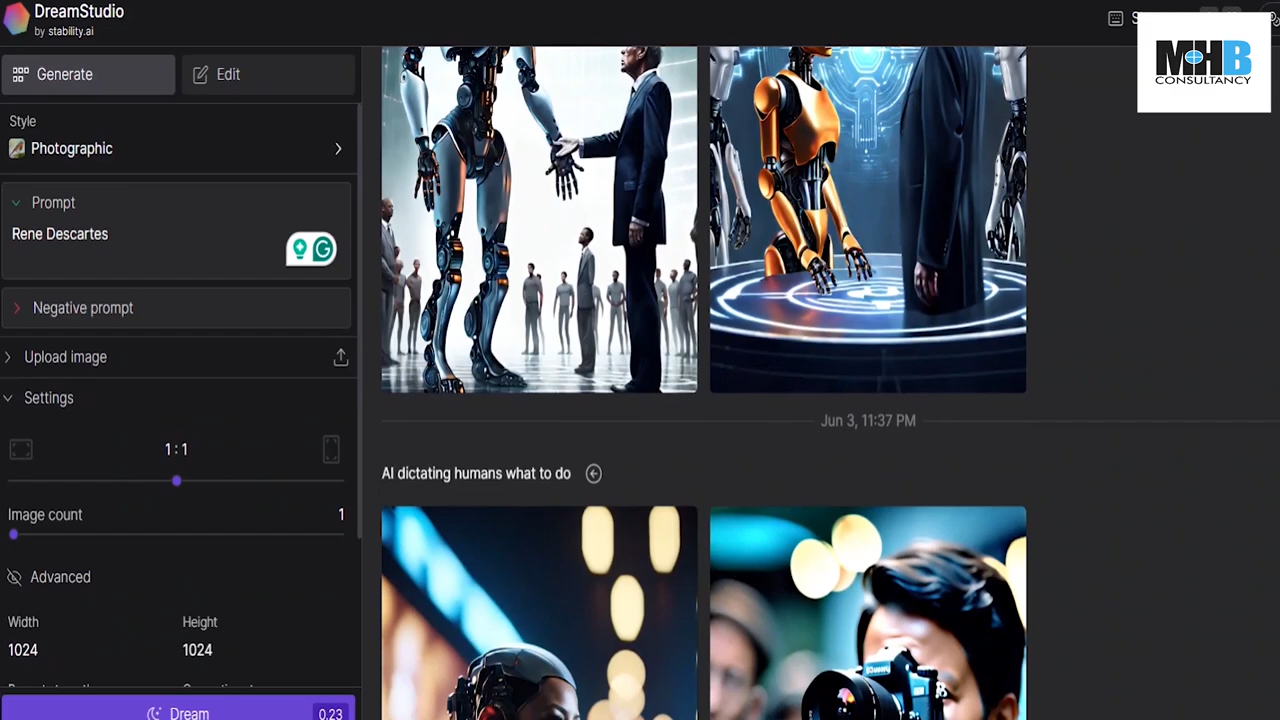 DreamStudio
by stability.ai
MHB
CONSULTANCY
Generate
Edit
Style
Photographic
Prompt
Rene Descartes
Negative prompt
Upload image
Settings
1 : 1
Image count
1
Advanced
Width
Height
1024
1024
Dream
0.23
Jun 3, 11:37 PM
AI dictating humans what to do